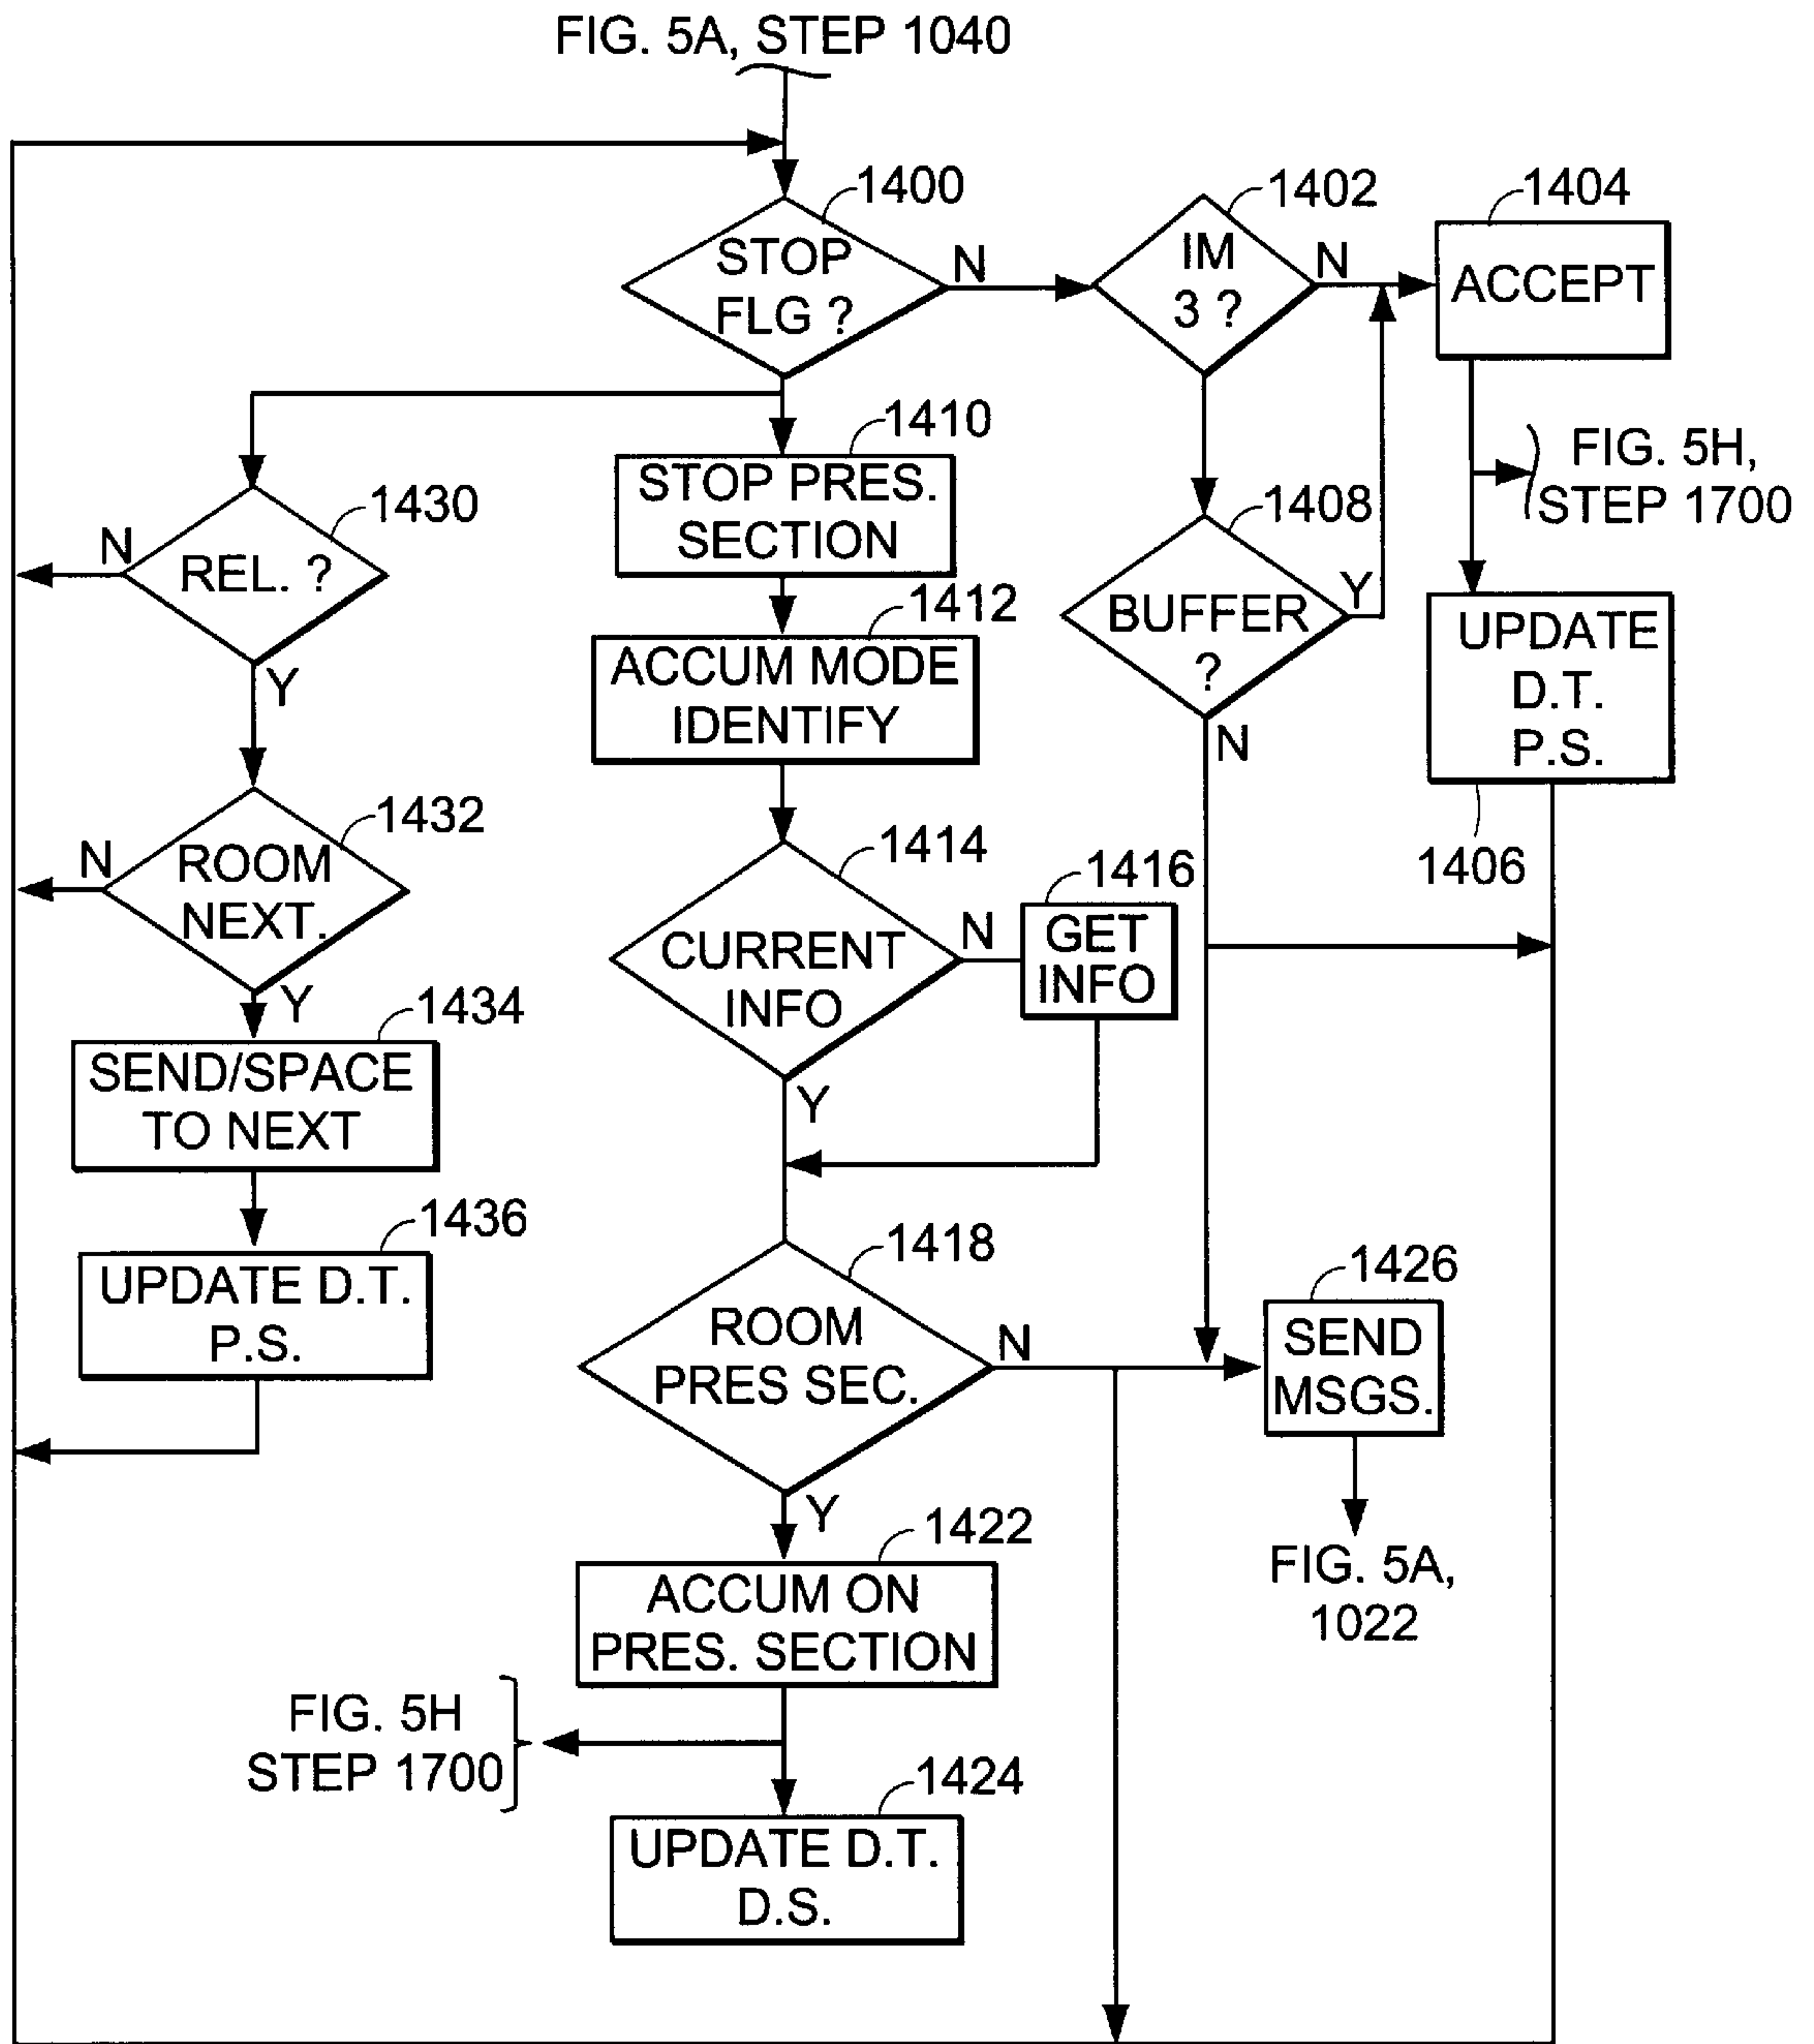 FIG. 5A, STEP 1040
1400
STOP
FLG ?
N
1402
IM
3 ?
N
1404
ACCEPT
FIG. 5H,
STEP 1700
1410
STOP PRES.
SECTION
1430
REL. ?
N
Y
1408
BUFFER
?
Y
N
UPDATE
D.T.
P.S.
1406
1412
ACCUM MODE
IDENTIFY
1432
ROOM
NEXT.
N
Y
1414
CURRENT
INFO
N
Y
1416
GET
INFO
1434
SEND/SPACE
TO NEXT
1436
UPDATE D.T.
P.S.
1418
ROOM
PRES SEC.
N
Y
1426
SEND
MSGS.
FIG. 5A,
1022
1422
ACCUM ON
PRES. SECTION
FIG. 5H
STEP 1700
1424
UPDATE D.T.
D.S.